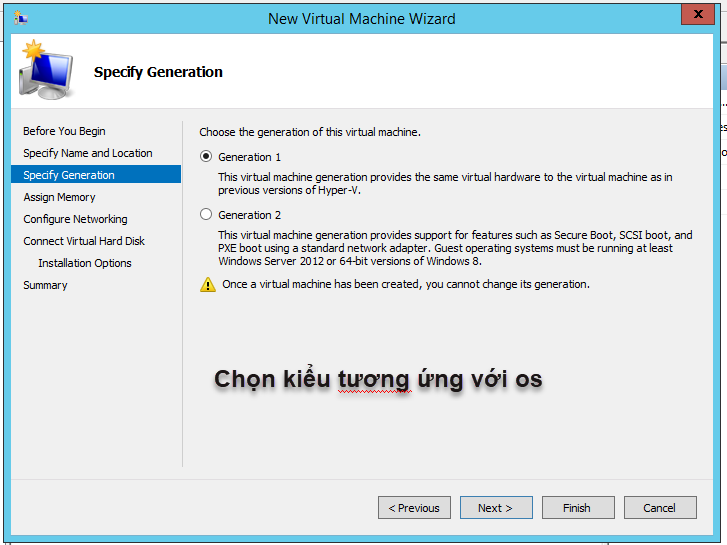 New Virtual Machine Wizard
Specify Generation
Before You Begin
Specify Name and Location
Specify Generation
Assign Memory
Configure Networking
Connect Virtual Hard Disk
Installation Options
Summary
Choose the generation of this virtual machine.
Generation 1
This virtual machine generation provides the same virtual hardware to the virtual machine as in
previous versions of Hyper-V.
Generation 2
This virtual machine generation provides support for features such as Secure Boot, SCSI boot, and
PXE boot using a standard network adapter. Guest operating systems must be running at least
Windows Server 2012 or 64-bit versions of Windows 8.
Once a virtual machine has been created, you cannot change its generation.
Chọn kiểu tương ứng với os
< Previous
Next >
Finish
Cancel